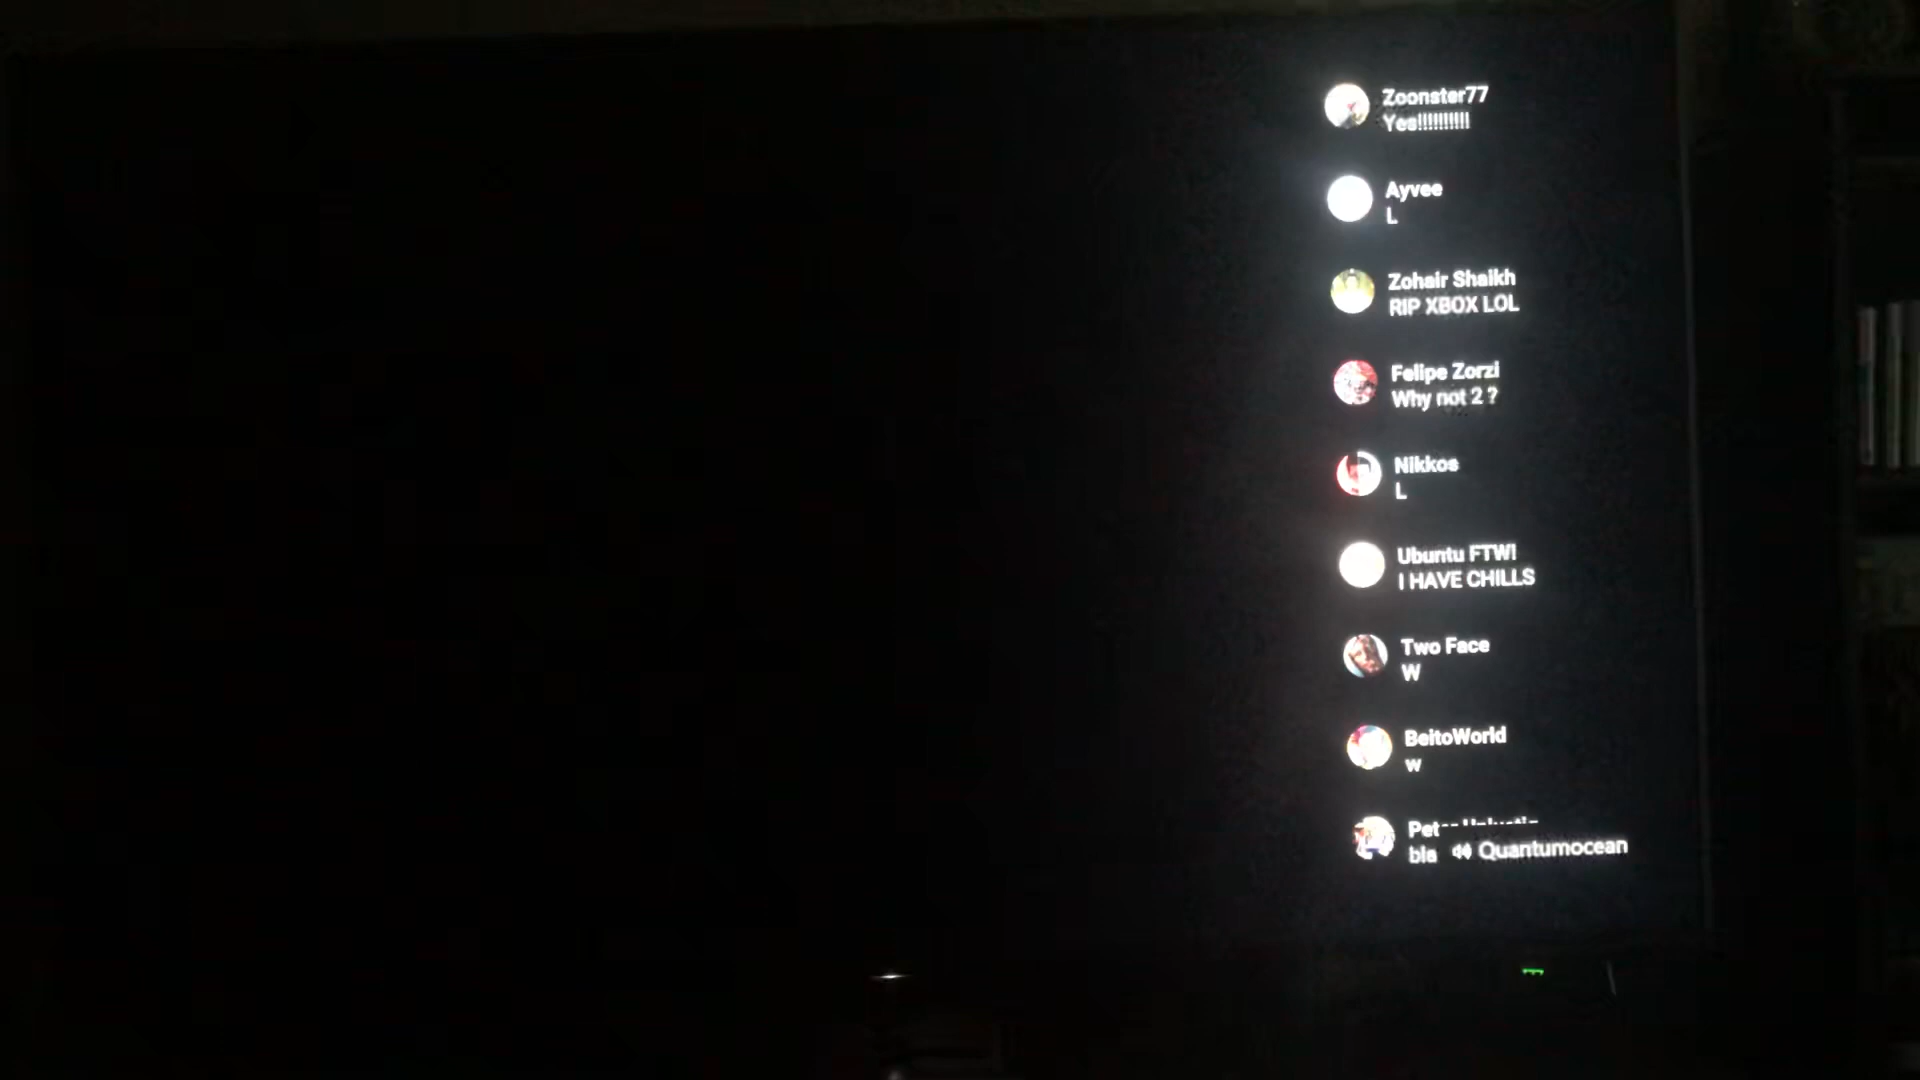 Zoonster77
Yes!!!!!!!!!!
Ayvee
L
Zohair Shaikh
RIP XBOX LOL
Felipe Zorzi
Why not 2 ?
Nikkos
L
Ubuntu FTW!
I HAVE CHILLS
Two Face
W
BeitoWorld
w
bla
Quantumocean